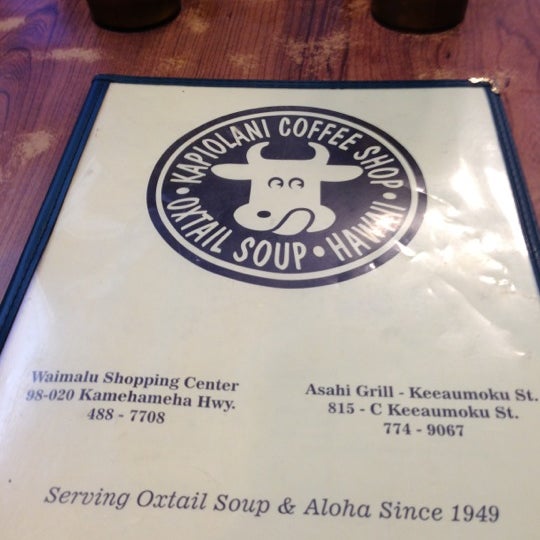 KAPIOLANI COFFEE SHOP
OXTAIL SOUP • HAWAII
Waimalu Shopping Center
98-020 Kamehameha Hwy.
488 - 7708
Asahi Grill - Keeaumoku St.
815 - C Keeaumoku St.
774 - 9067
Serving Oxtail Soup & Aloha Since 1949